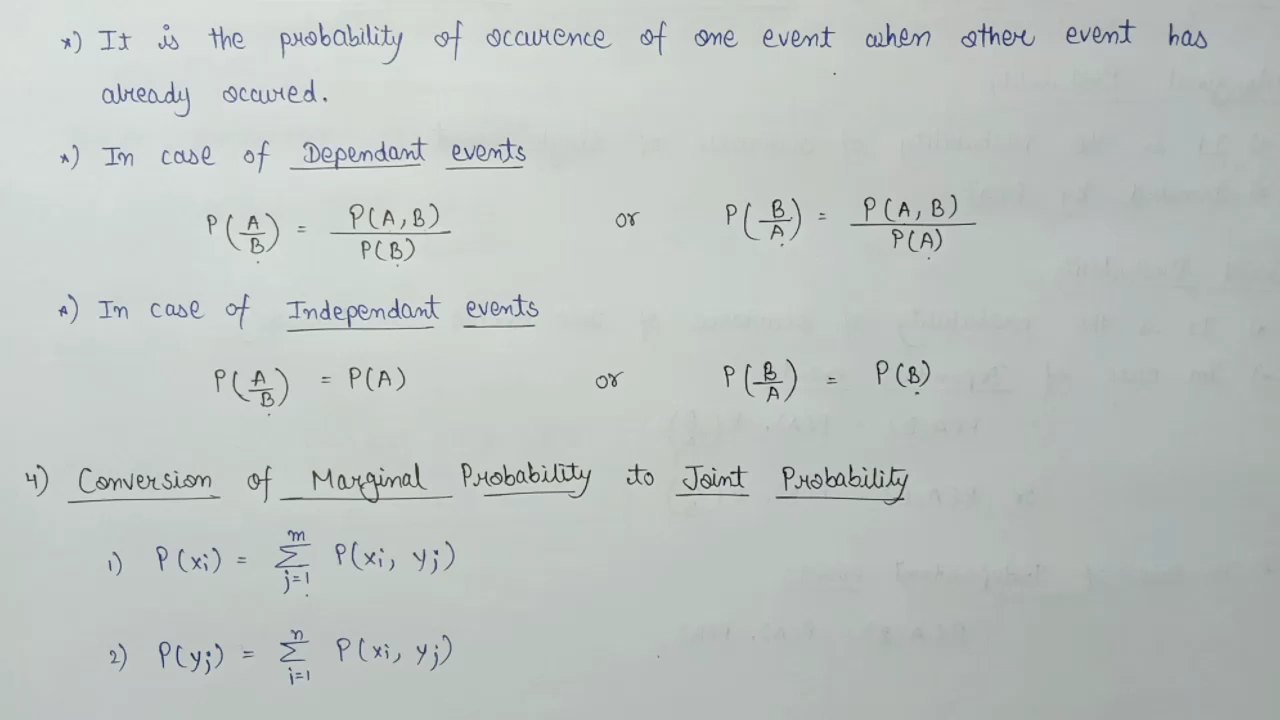 *) It is the probability of occurence of one event when other event has
already occured.
*) In case of Dependant events
P(A/B) = P(A,B)/P(B) or P(B/A) = P(A, B)/P(A)
*) In case of Independant events
P(A/B) = P(A) or P(B/A) = P(B)
4) Conversion of Marginal Probability to Joint Probability
1) P(xi) = m Σ j=1 P(xi, yj)
2) P(yj) = n Σ i=1 P(xi, yj)